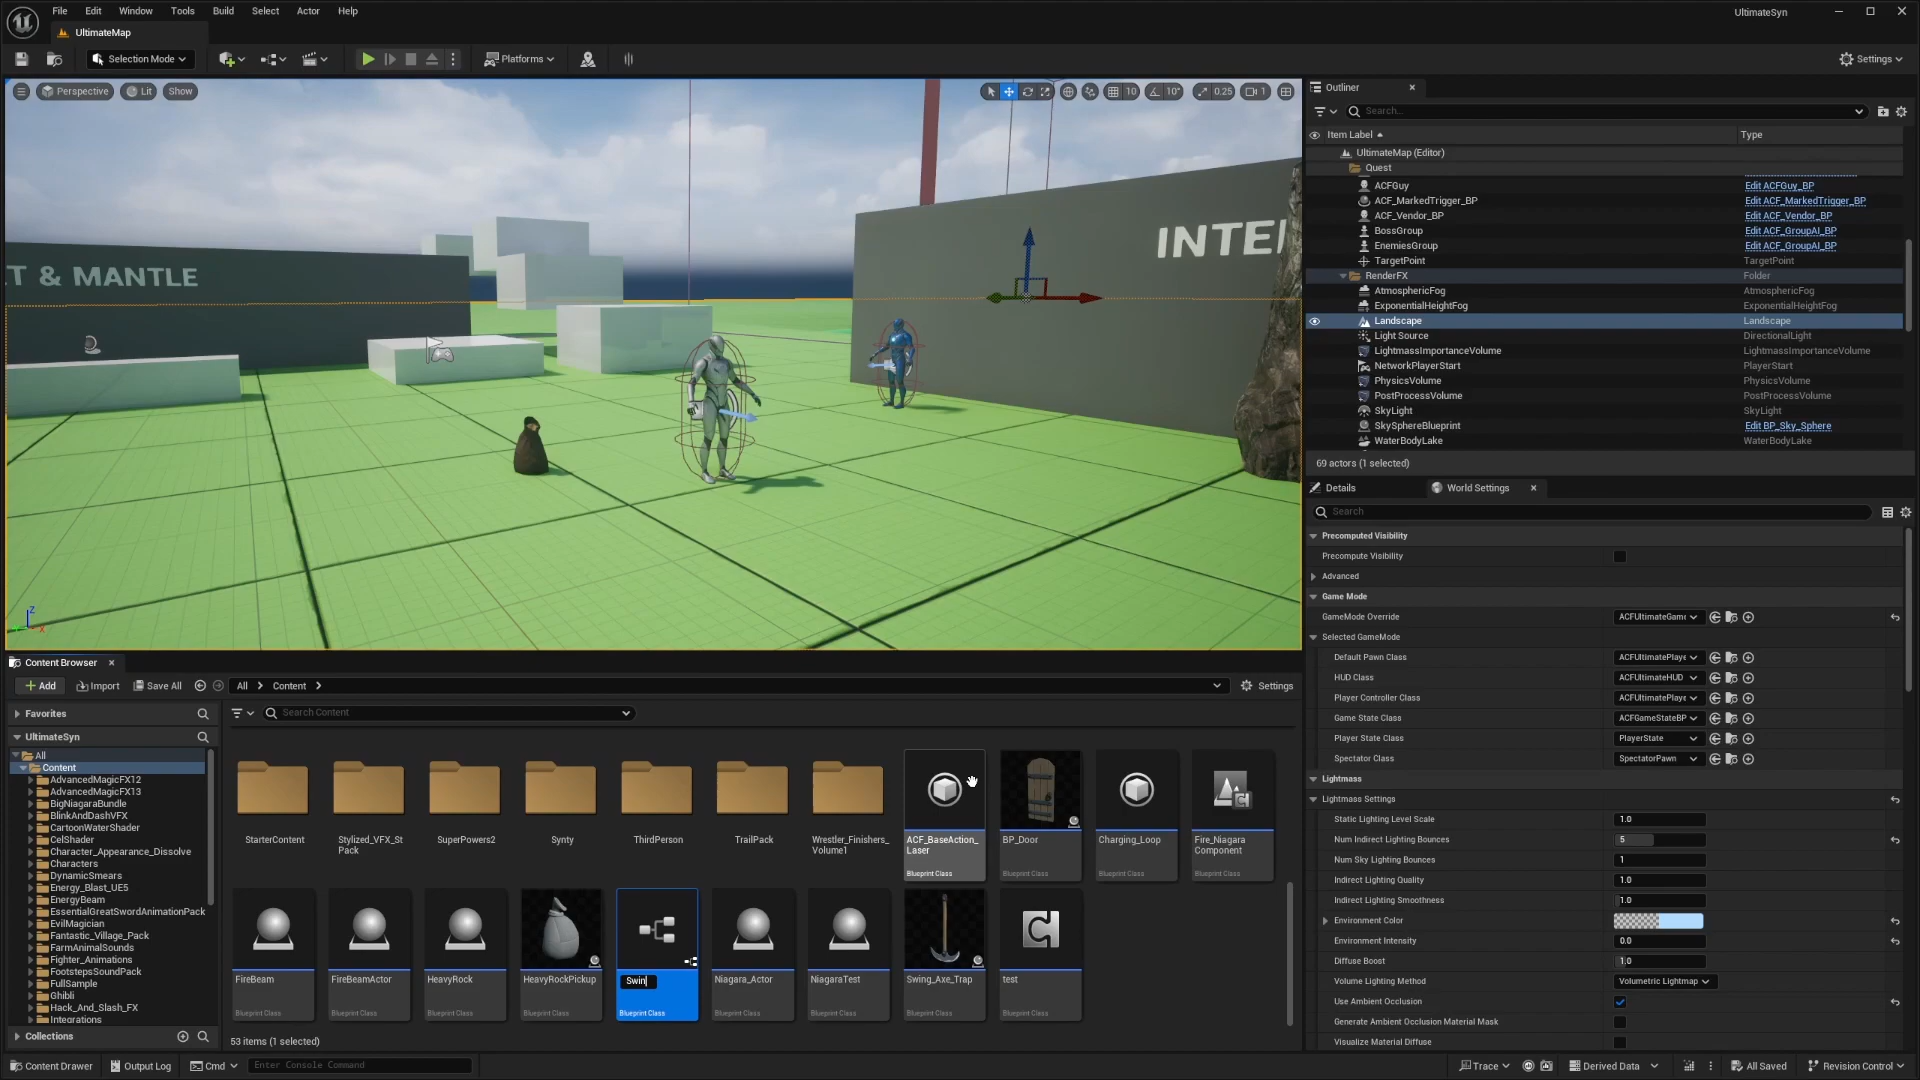 File Edit Window Tools Build Select Actor Help
UltimateSyn
UltimateMap
Selection Mode
Platforms
Settings
Perspective
Lit
Show
10
10°
0.25
1
T & MANTLE
INTE
Outliner
Search...
Item Label
Type
UltimateMap (Editor)
Quest
ACFGuy Edit ACFGuy_BP
ACF_MarkedTrigger_BP Edit ACF_MarkedTrigger_BP
ACF_Vendor_BP Edit ACF_Vendor_BP
BossGroup Edit ACF_GroupAI_BP
EnemiesGroup Edit ACF_GroupAI_BP
TargetPoint TargetPoint
RenderFX Folder
AtmosphericFog AtmosphericFog
ExponentialHeightFog ExponentialHeightFog
Landscape Landscape
Light Source DirectionalLight
LightmassImportanceVolume LightmassImportanceVolume
NetworkPlayerStart PlayerStart
PhysicsVolume PhysicsVolume
PostProcessVolume PostProcessVolume
SkyLight SkyLight
SkySphereBlueprint Edit BP_Sky_Sphere
WaterBodyLake WaterBodyLake
69 actors (1 selected)
Details
World Settings
Search
Precomputed Visibility
Precompute Visibility
Advanced
Game Mode
GameMode Override ACFUltimateGam
Selected GameMode
Default Pawn Class ACFUltimatePlaye
HUD Class ACFUltimateHUD
Player Controller Class ACFUltimatePlaye
Game State Class ACFGameStateBP
Player State Class PlayerState
Spectator Class SpectatorPawn
Lightmass
Lightmass Settings
Static Lighting Level Scale 1.0
Num Indirect Lighting Bounces 5
Num Sky Lighting Bounces 1
Indirect Lighting Quality 1.0
Indirect Lighting Smoothness 1.0
Environment Color
Environment Intensity 0.0
Diffuse Boost 1.0
Volume Lighting Method Volumetric Lightmap
Use Ambient Occlusion
Generate Ambient Occlusion Material Mask
Visualize Material Diffuse
Content Browser
Add
Import
Save All
All
Content
Settings
Favorites
Search Content
UltimateSyn
All
Content
AdvancedMagicFX12
AdvancedMagicFX13
BigNiagaraBundle
BlinkAndDashVFX
CartoonWaterShader
CelShader
Character_Appearance_Dissolve
Characters
DynamicSmears
Energy_Blast_UE5
EnergyBeam
EssentialGreatSwordAnimationPack
EvilMagician
Fantastic_Village_Pack
FarmAnimalSounds
Fighter_Animations
FootstepsSoundPack
FullSample
Ghibli
Hack_And_Slash_FX
Integrations
Collections
StarterContent
Stylized_VFX_St
Pack
SuperPowers2
Synty
ThirdPerson
TrailPack
Wrestler_Finishers_
Volume1
ACF_BaseAction_
Laser
Blueprint Class
BP_Door
Blueprint Class
Charging_Loop
Blueprint Class
Fire_Niagara
Component
Blueprint Class
FireBeam
Blueprint Class
FireBeamActor
Blueprint Class
HeavyRock
Blueprint Class
HeavyRockPickup
Blueprint Class
Swin
Blueprint Class
Niagara_Actor
Blueprint Class
NiagaraTest
Blueprint Class
Swing_Axe_Trap
Blueprint Class
test
Blueprint Class
53 items (1 selected)
Content Drawer
Output Log
Cmd
Enter Console Command
Trace
Derived Data
All Saved
Revision Control